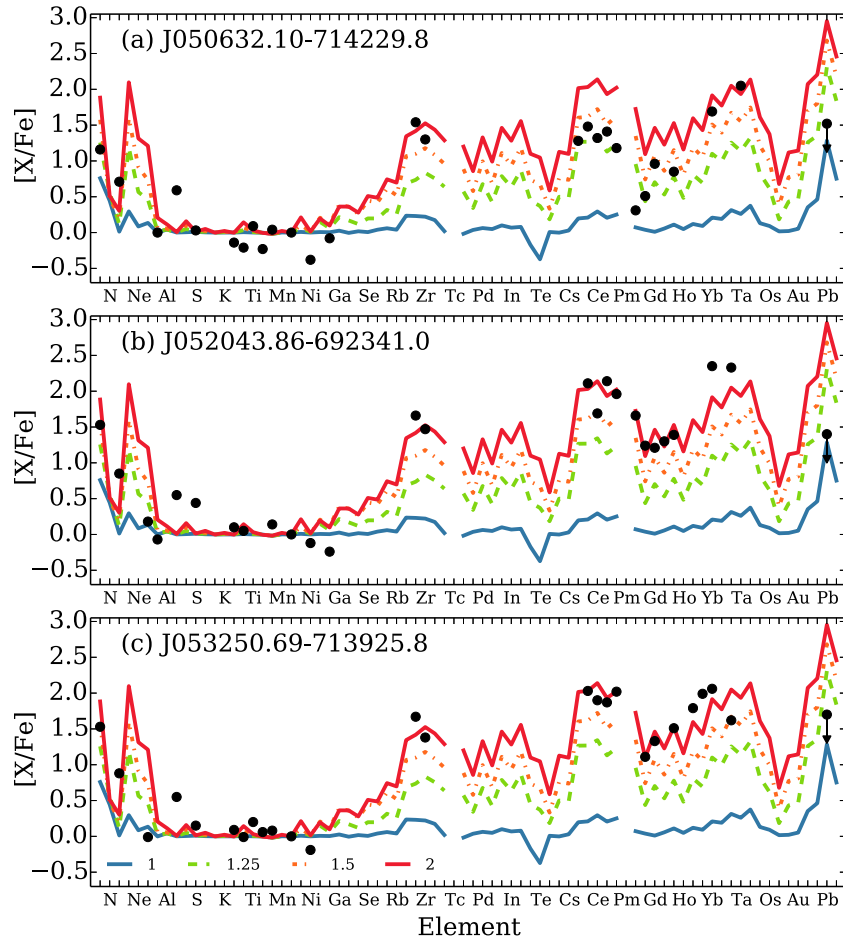 (a) J050632.10-714229.8
[X/Fe]
3.0
2.5
2.0
1.5
1.0
0.5
0.0
−0.5
N Ne Al S K Ti Mn Ni Ga Se Rb Zr Tc Pd In Te Cs Ce Pm Gd Ho Yb Ta Os Au Pb
(b) J052043.86-692341.0
[X/Fe]
3.0
2.5
2.0
1.5
1.0
0.5
0.0
−0.5
N Ne Al S K Ti Mn Ni Ga Se Rb Zr Tc Pd In Te Cs Ce Pm Gd Ho Yb Ta Os Au Pb
(c) J053250.69-713925.8
[X/Fe]
3.0
2.5
2.0
1.5
1.0
0.5
0.0
−0.5
1 1.25 1.5 2
N Ne Al S K Ti Mn Ni Ga Se Rb Zr Tc Pd In Te Cs Ce Pm Gd Ho Yb Ta Os Au Pb
Element